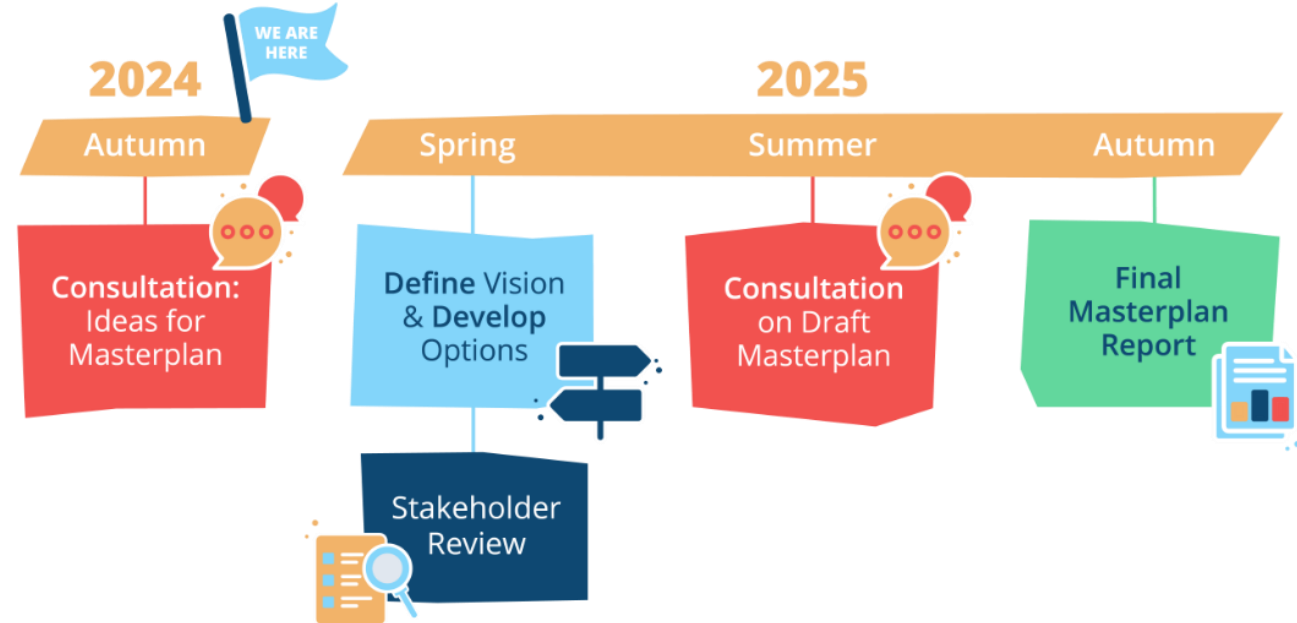 WE ARE
HERE
2024
2025
Autumn
Spring
Summer
Autumn
Consultation:
Ideas for
Masterplan
Define Vision
& Develop
Options
Consultation
on Draft
Masterplan
Final
Masterplan
Report
Stakeholder
Review